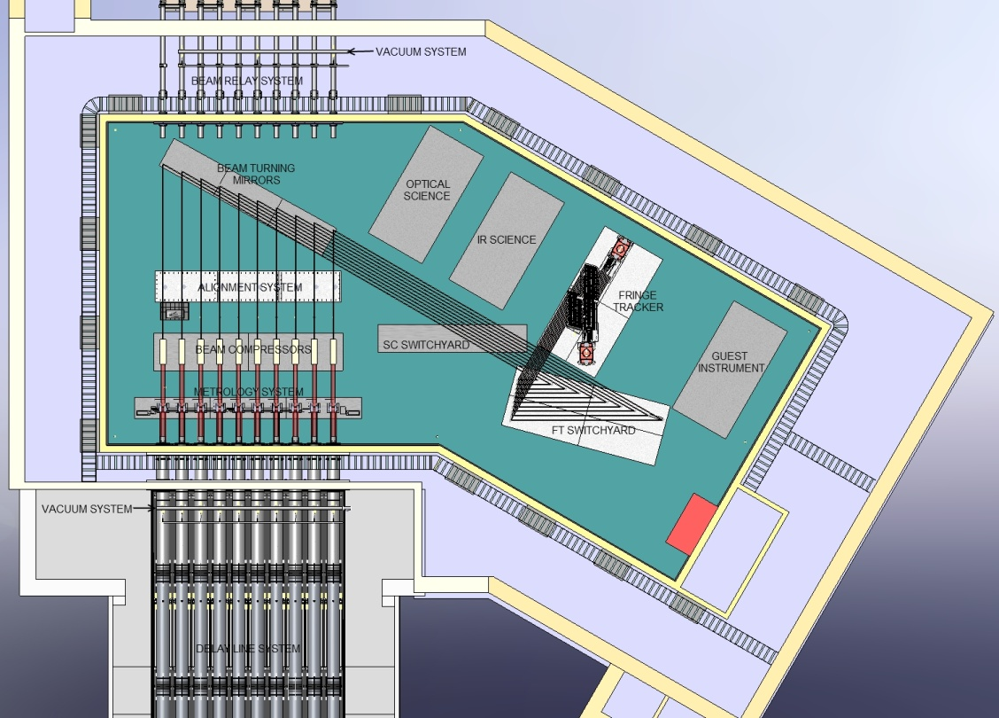 VACUUM SYSTEM
BEAM RELAY SYSTEM
BEAM TURNING
MIRRORS
OPTICAL
SCIENCE
IR SCIENCE
FRINGE
TRACKER
ALIGNMENT SYSTEM
SC SWITCHYARD
BEAM COMPRESSORS
GUEST
INSTRUMENT
METROLOGY SYSTEM
FT SWITCHYARD
VACUUM SYSTEM
DELAY LINE SYSTEM